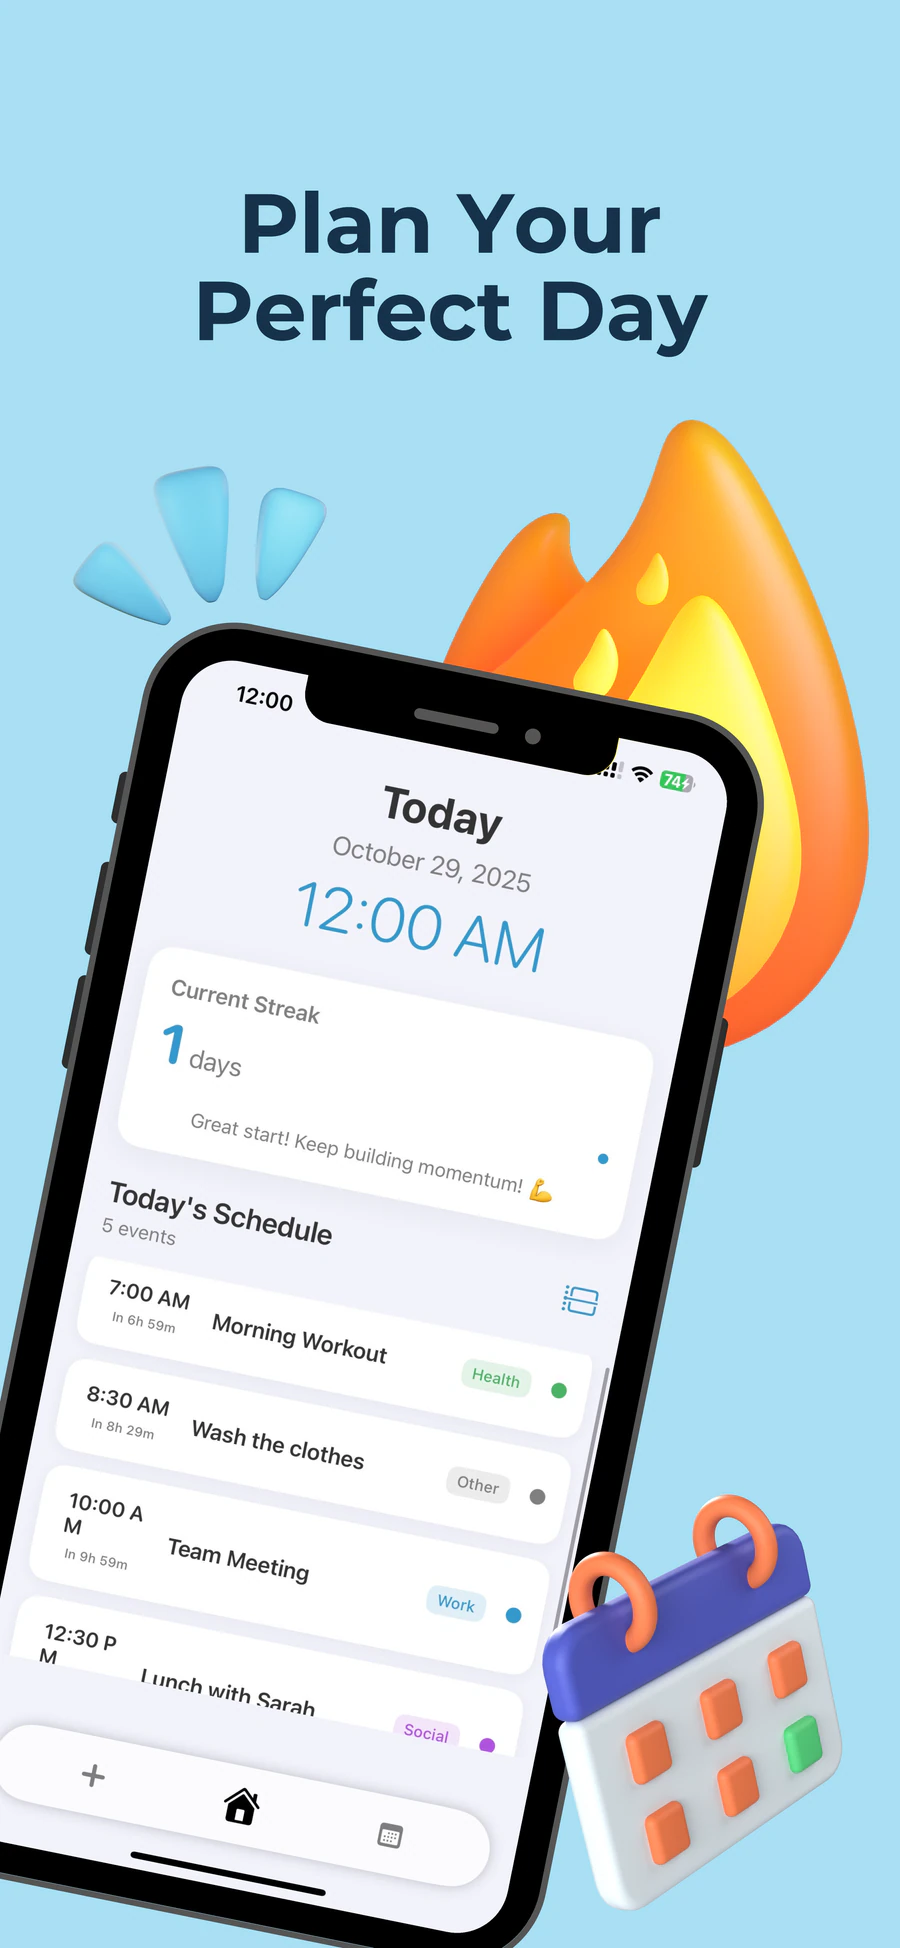 Plan Your
Perfect Day
12:00
74
Today
October 29, 2025
12:00 AM
Current Streak
1 days
Great start! Keep building momentum! 💪
Today's Schedule
5 events
7:00 AM
In 6h 59m
Morning Workout
Health
8:30 AM
In 8h 29m
Wash the clothes
Other
10:00 A
M
In 9h 59m
Team Meeting
Work
12:30 P
M
Lunch with Sarah
Social